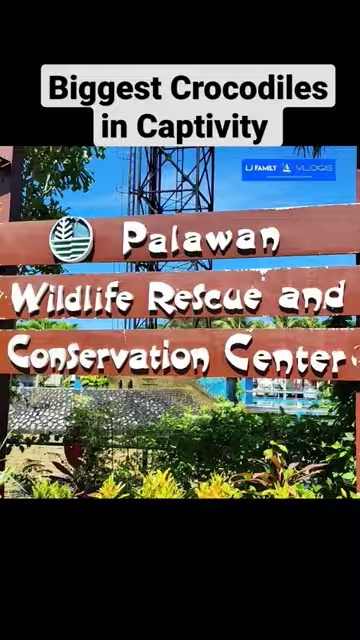 Biggest Crocodiles
in Captivity
LJ FAMILY VLOGS
Palawan
Wildlife Rescue and
Conservation Center